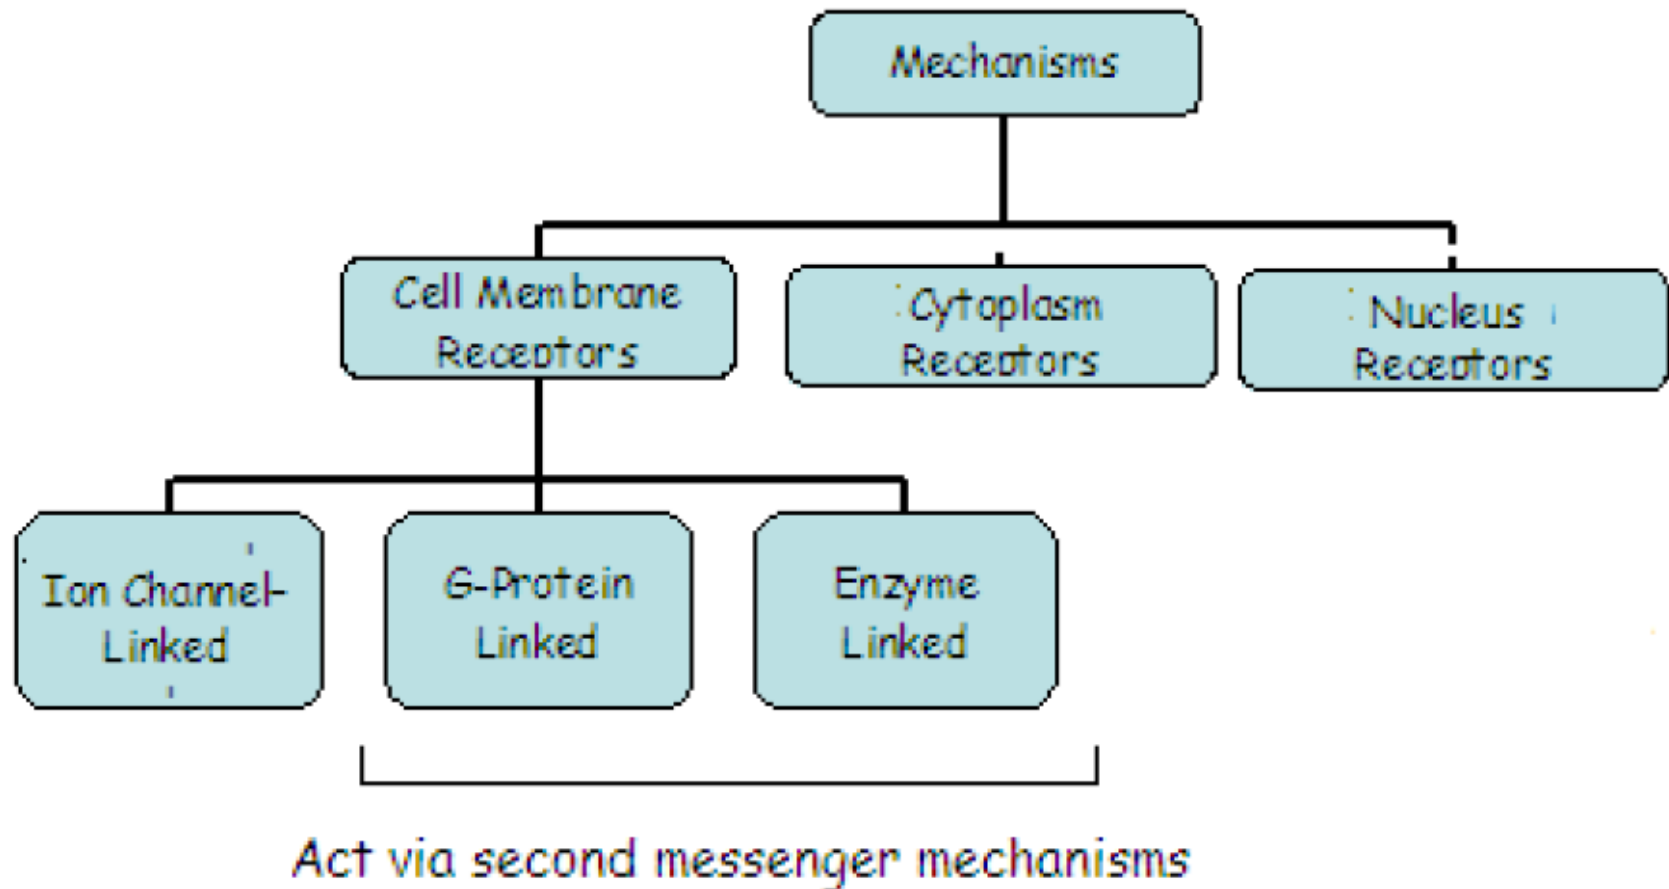 Mechanisms
Cell Membrane
Receptors
Cytoplasm
Receptors
Nucleus
Receptors
Ion Channel-
Linked
G-Protein
Linked
Enzyme
Linked
Act via second messenger mechanisms